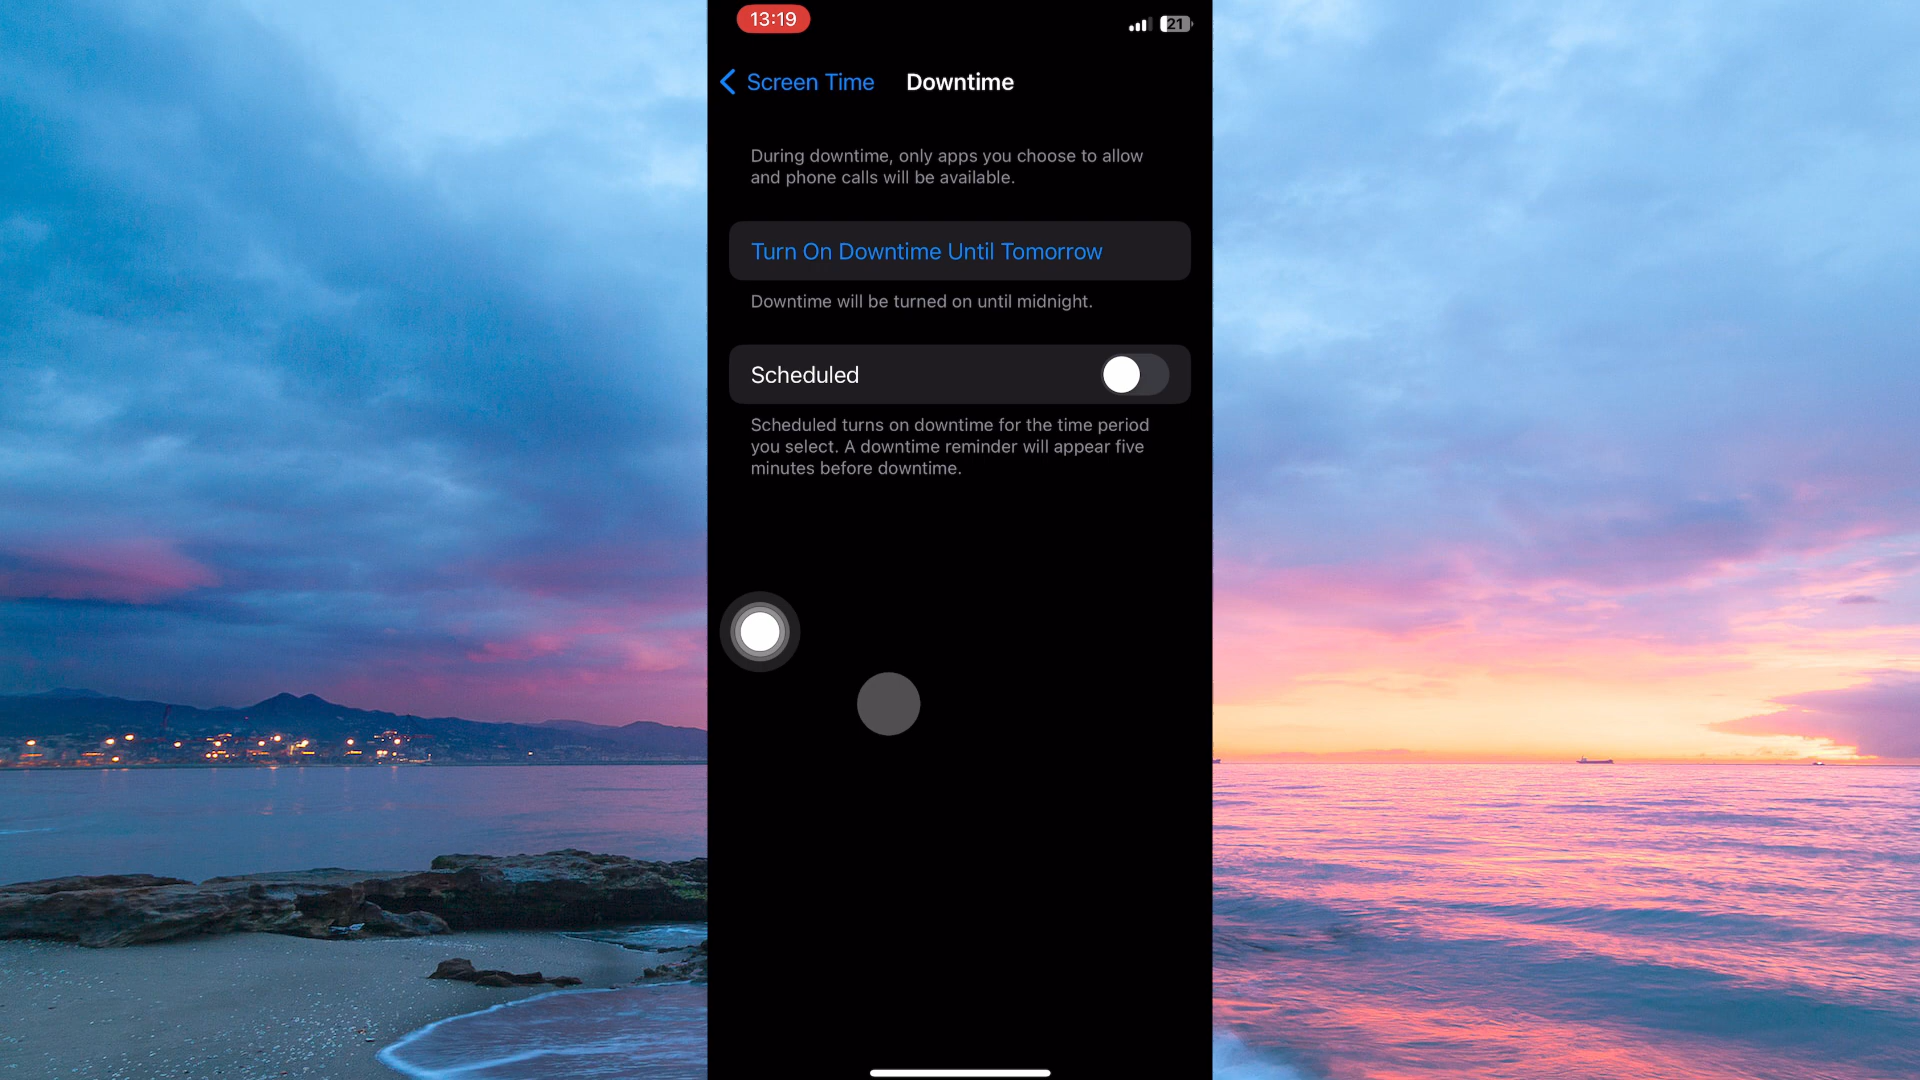 13:19
21
Screen Time
Downtime
During downtime, only apps you choose to allow
and phone calls will be available.
Turn On Downtime Until Tomorrow
Downtime will be turned on until midnight.
Scheduled
Scheduled turns on downtime for the time period
you select. A downtime reminder will appear five
minutes before downtime.